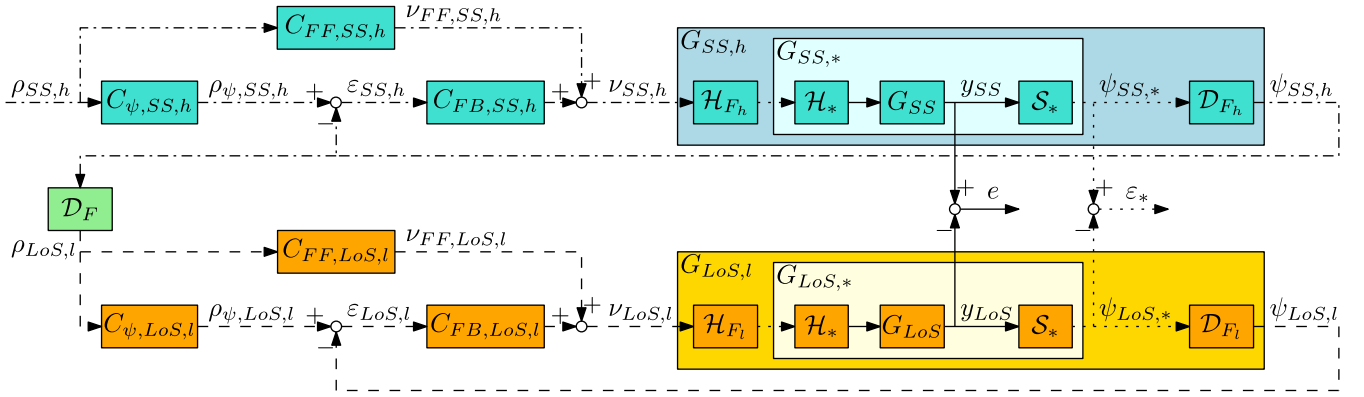 C_{FF,SS,h} ν_{FF,SS,h}
ρ_{SS,h} C_{ψ,SS,h} ρ_{ψ,SS,h} + − ε_{SS,h} C_{FB,SS,h} + + ν_{SS,h}
G_{SS,h} G_{SS,*}
ℋ_{F_h} ℋ_* G_{SS} y_{SS} 𝒮_* ψ_{SS,*} 𝒟_{F_h} ψ_{SS,h}
𝒟_F
+ − e + − ε_*
ρ_{LoS,l} C_{FF,LoS,l} ν_{FF,LoS,l}
C_{ψ,LoS,l} ρ_{ψ,LoS,l} + − ε_{LoS,l} C_{FB,LoS,l} + + ν_{LoS,l}
G_{LoS,l} G_{LoS,*}
ℋ_{F_l} ℋ_* G_{LoS} y_{LoS} 𝒮_* ψ_{LoS,*} 𝒟_{F_l} ψ_{LoS,l}